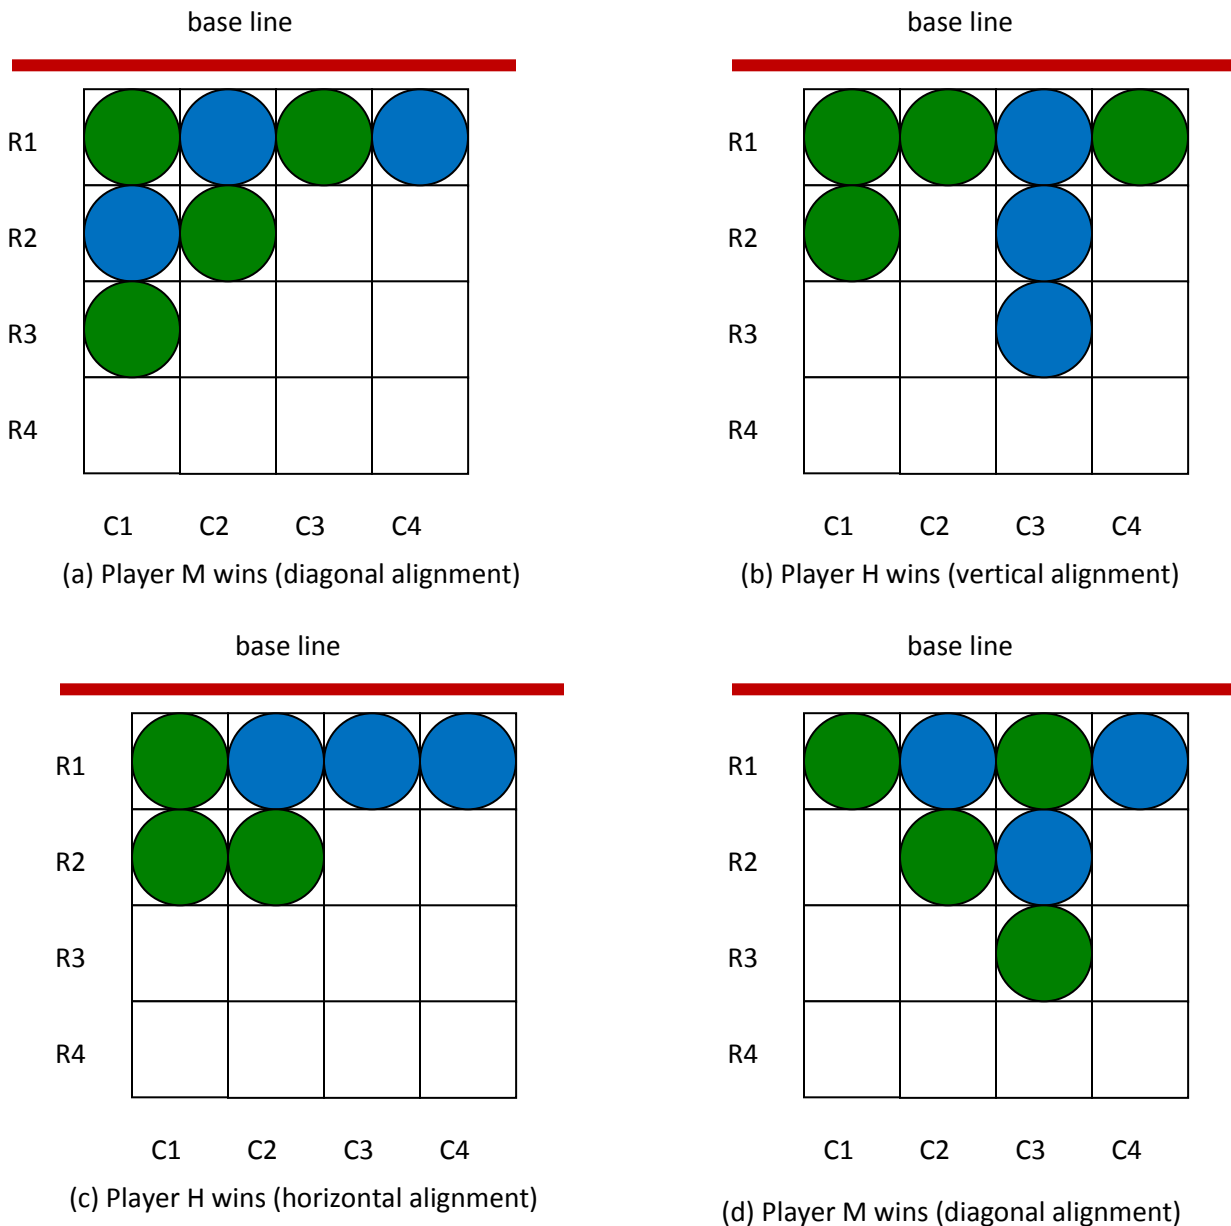 base line
R1
R2
R3
R4
C1 C2 C3 C4
(a) Player M wins (diagonal alignment)
base line
R1
R2
R3
R4
C1 C2 C3 C4
(b) Player H wins (vertical alignment)
base line
R1
R2
R3
R4
C1 C2 C3 C4
(c) Player H wins (horizontal alignment)
base line
R1
R2
R3
R4
C1 C2 C3 C4
(d) Player M wins (diagonal alignment)